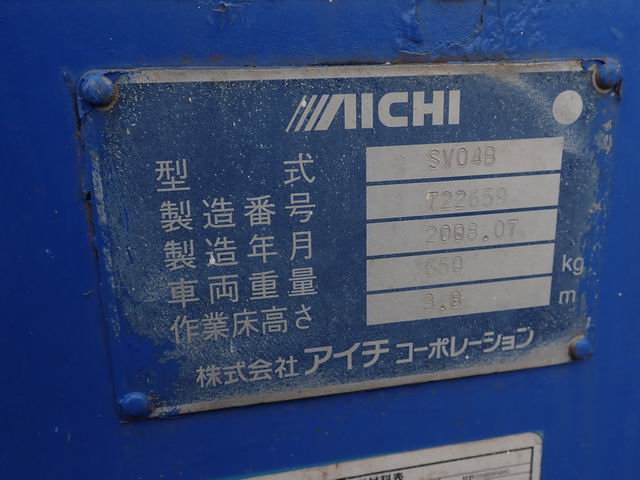 AICHI
型式 SV04B
製造番号 722659
製造年月 2008.07
車両重量 660 kg
作業床高さ 3.8 m
株式会社 アイチ コーポレーション